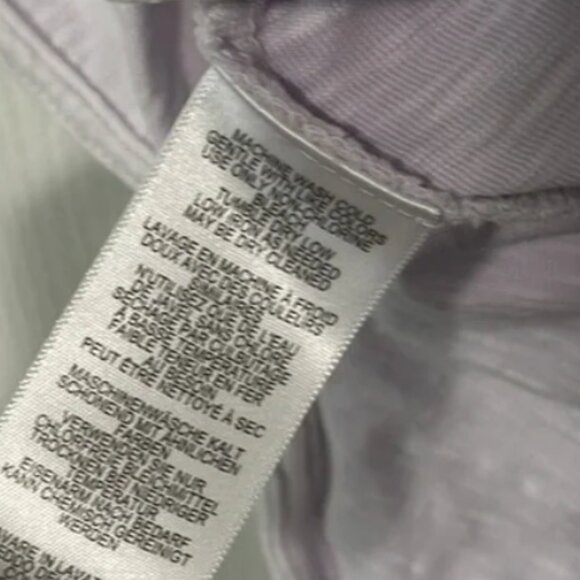 MACHINE WASH COLD
GENTLE WITH LIKE COLORS
USE ONLY NON-CHLORINE
BLEACH
TUMBLE DRY LOW
LOW IRON AS NEEDED
MAY BE DRY CLEANED
LAVAGE EN MACHINE À FROID
DOUX AVEC DES COULEURS
SIMILAIRES
N'UTILISEZ QUE DE L'EAU
DE JAVEL SANS CHLORE
SÉCHAGE PAR CULBUTAGE
À BASSE TEMPÉRATURE
FAIBLE TENEUR EN FER
AU BESOIN
PEUT ÊTRE NETTOYÉ À SEC
MASCHINENWÄSCHE KALT
SCHONEND MIT ÄHNLICHEN
FARBEN
VERWENDEN SIE NUR
CHLORFREIE BLEICHMITTEL
TROCKNEN BEI NIEDRIGER
TEMPERATUR
EISENARM NACH BEDARF
KANN CHEMISCH GEREINIGT
WERDEN
LAVARE IN LAVAT